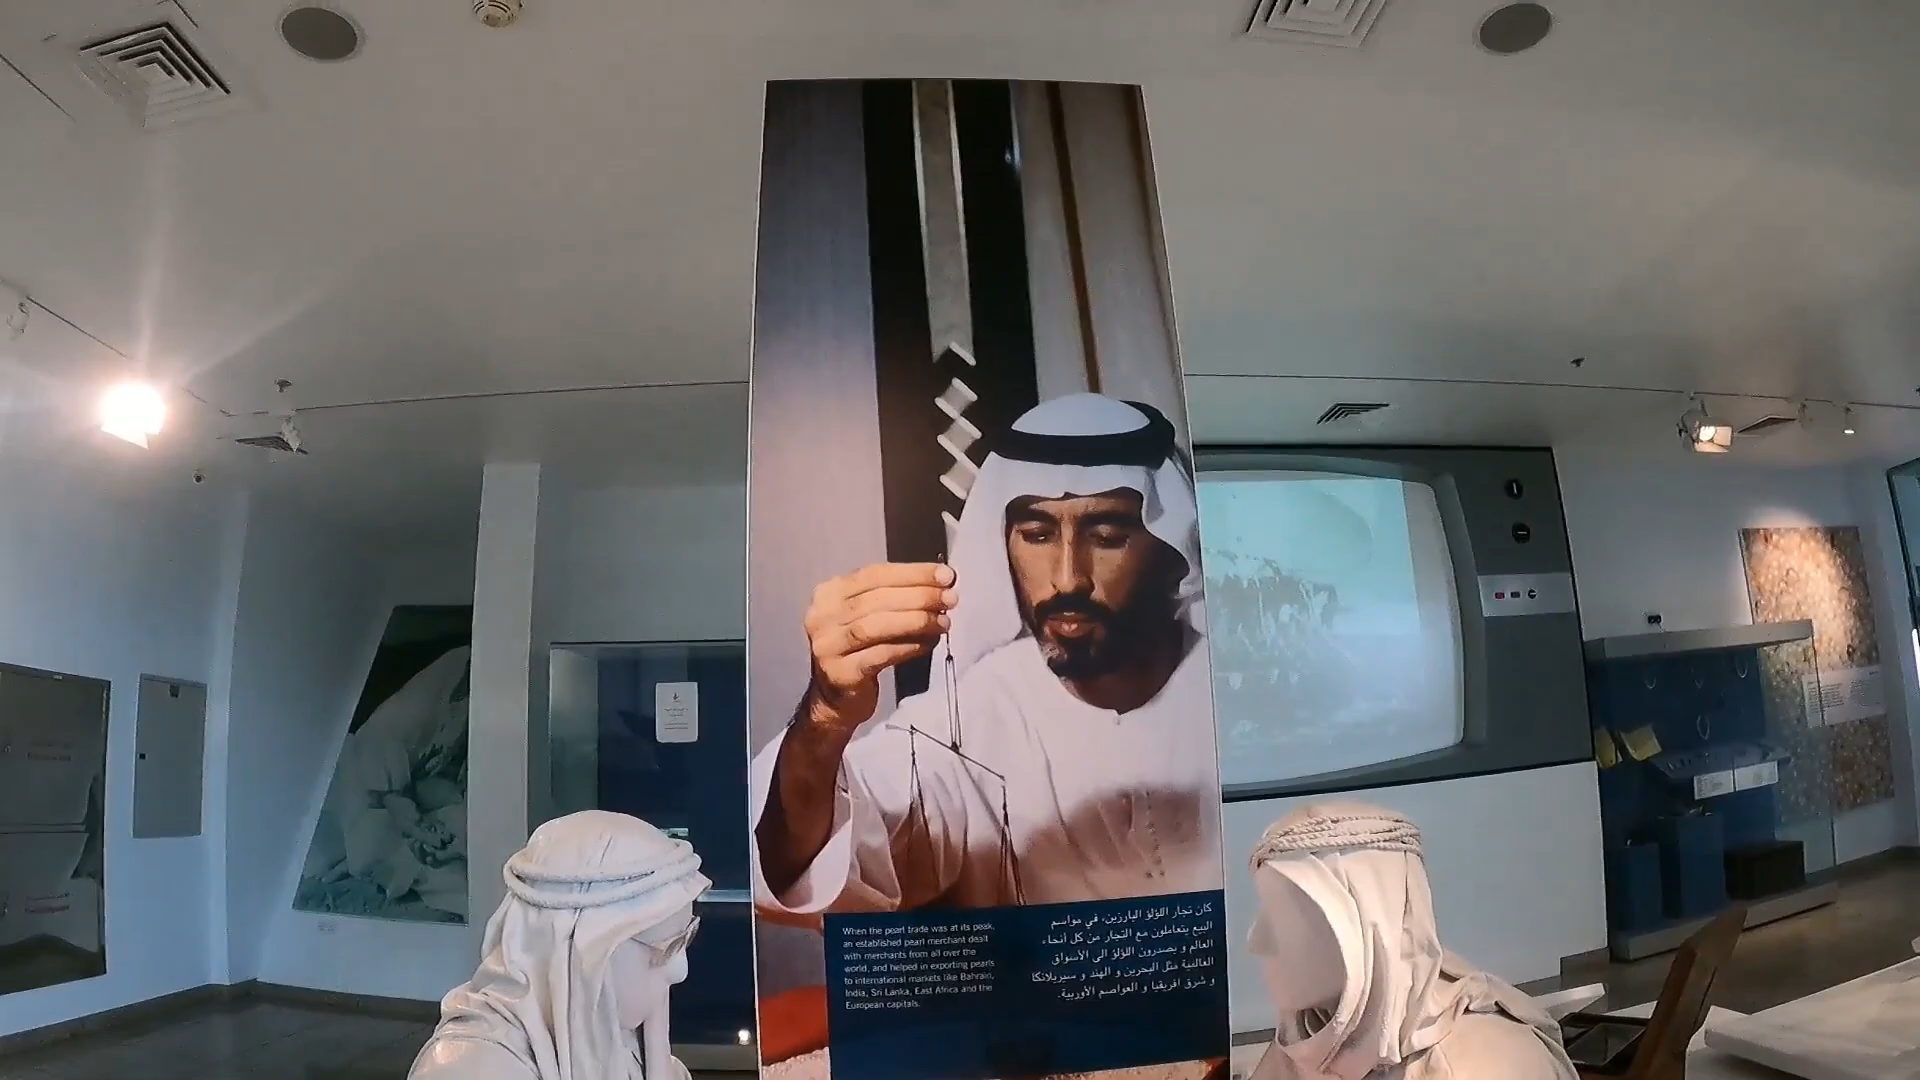 When the pearl trade was at its peak,
an established pearl merchant dealt
with merchants from all over the
world, and helped in exporting pearls
to international markets like Bahrain,
India, Sri Lanka, East Africa and the
European capitals.
كان تجار اللؤلؤ البارزين، في مواسم
البيع يتعاملون مع التجار من كل أنحاء
العالم و يصدرون اللؤلؤ الى الأسواق
العالمية مثل البحرين و الهند و سيريلانكا
و شرق افريقيا و العواصم الأوربية.